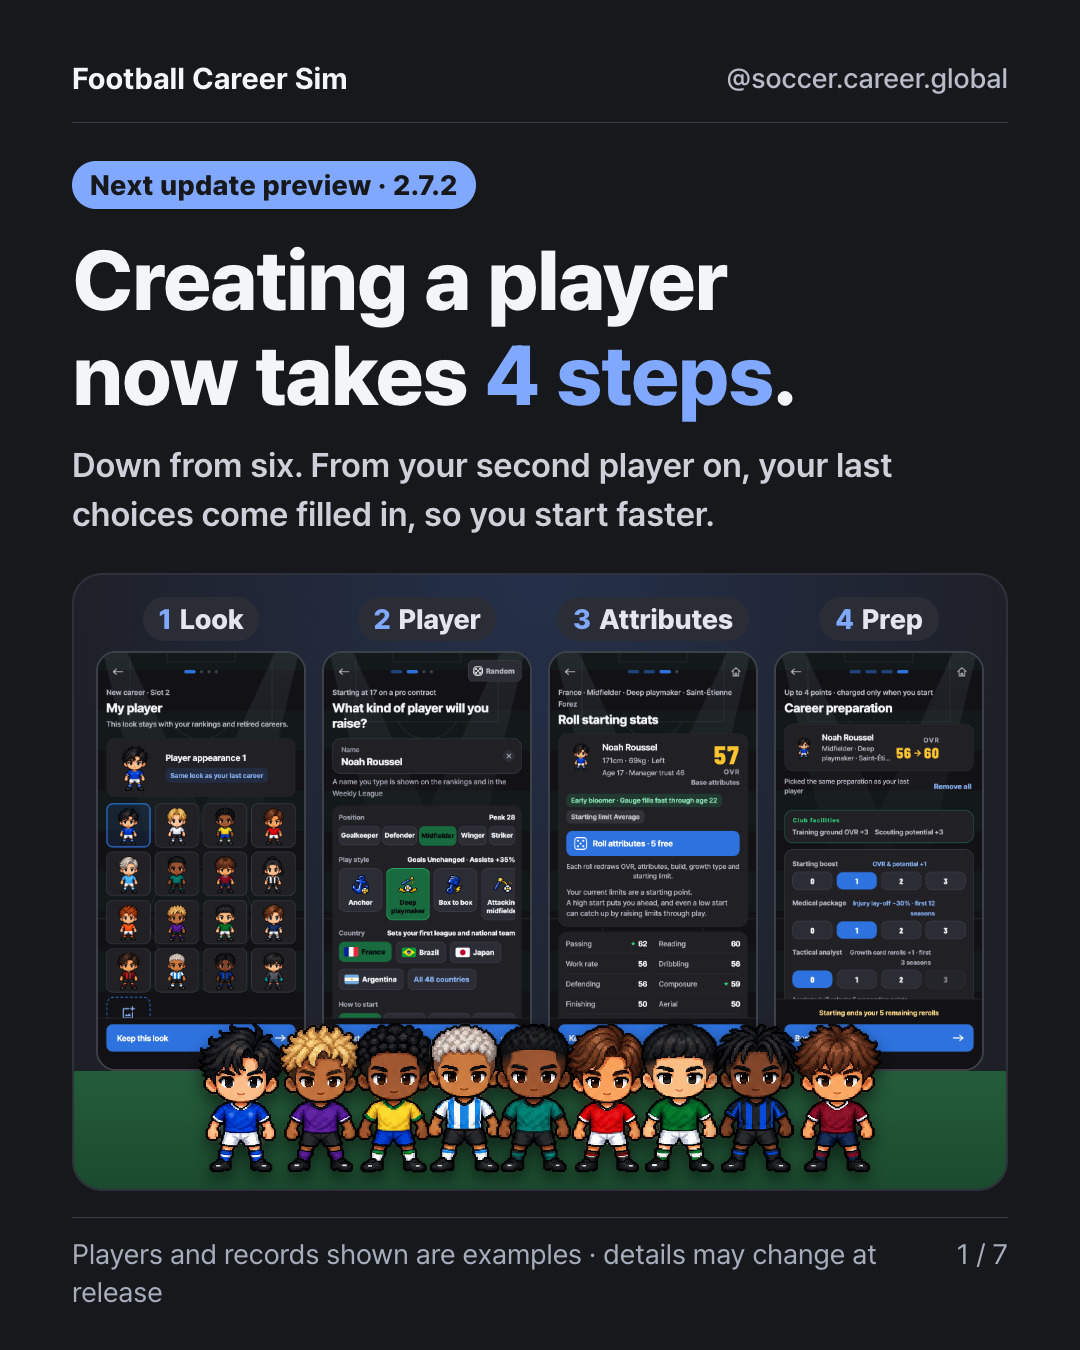 Football Career Sim
@soccer.career.global
Next update preview · 2.7.2
Creating a player
now takes 4 steps.
Down from six. From your second player on, your last
choices come filled in, so you start faster.
1 Look
New career · Slot 2
My player
This look stays with your rankings and retired careers.
Player appearance 1
Same look as your last career
Keep this look
2 Player
Random
Starting at 17 on a pro contract
What kind of player will you
raise?
Name
Noah Roussel
A name you type is shown on the rankings and in the
Weekly League
Position
Peak 28
Goalkeeper Defender Midfielder Winger Striker
Play style
Goals Unchanged · Assists +35%
Anchor
Deep
playmaker
Box to box
Country
Sets your first league and national team
France Brazil Japan
Argentina All 48 countries
How to start
3 Attributes
France · Midfielder · Deep playmaker · Saint-Étienne
Forez
Roll starting stats
Noah Roussel
171cm · 69kg · Left
Age 17 · Manager trust 46
57
OVR
Base attributes
Early bloomer · Gauge fills fast through age 22
Starting limit Average
Roll attributes · 5 free
Each roll redraws OVR, attributes, build, growth type and
starting limit.
Your current limits are a starting point.
A high start puts you ahead, and even a low start
can catch up by raising limits through play.
Passing 62 Reading 60
Work rate 56 Dribbling 56
Defending 56 Composure 59
Finishing 50 Aerial 50
4 Prep
Up to 4 points · charged only when you start
Career preparation
Noah Roussel
Midfielder · Deep
playmaker · Saint-Éti...
OVR
56 → 60
Picked the same preparation as your last
player
Remove all
Club facilities
Training ground OVR +3 Scouting potential +3
Starting boost
OVR & potential +1
0 1 2 3
Medical package
Injury lay-off −30% · first 12
seasons
0 1 2 3
Tactical analyst
Growth card rerolls +1 · first
3 seasons
0 1 2 3
Starting ends your 5 remaining rerolls
Players and records shown are examples · details may change at
release
1 / 7